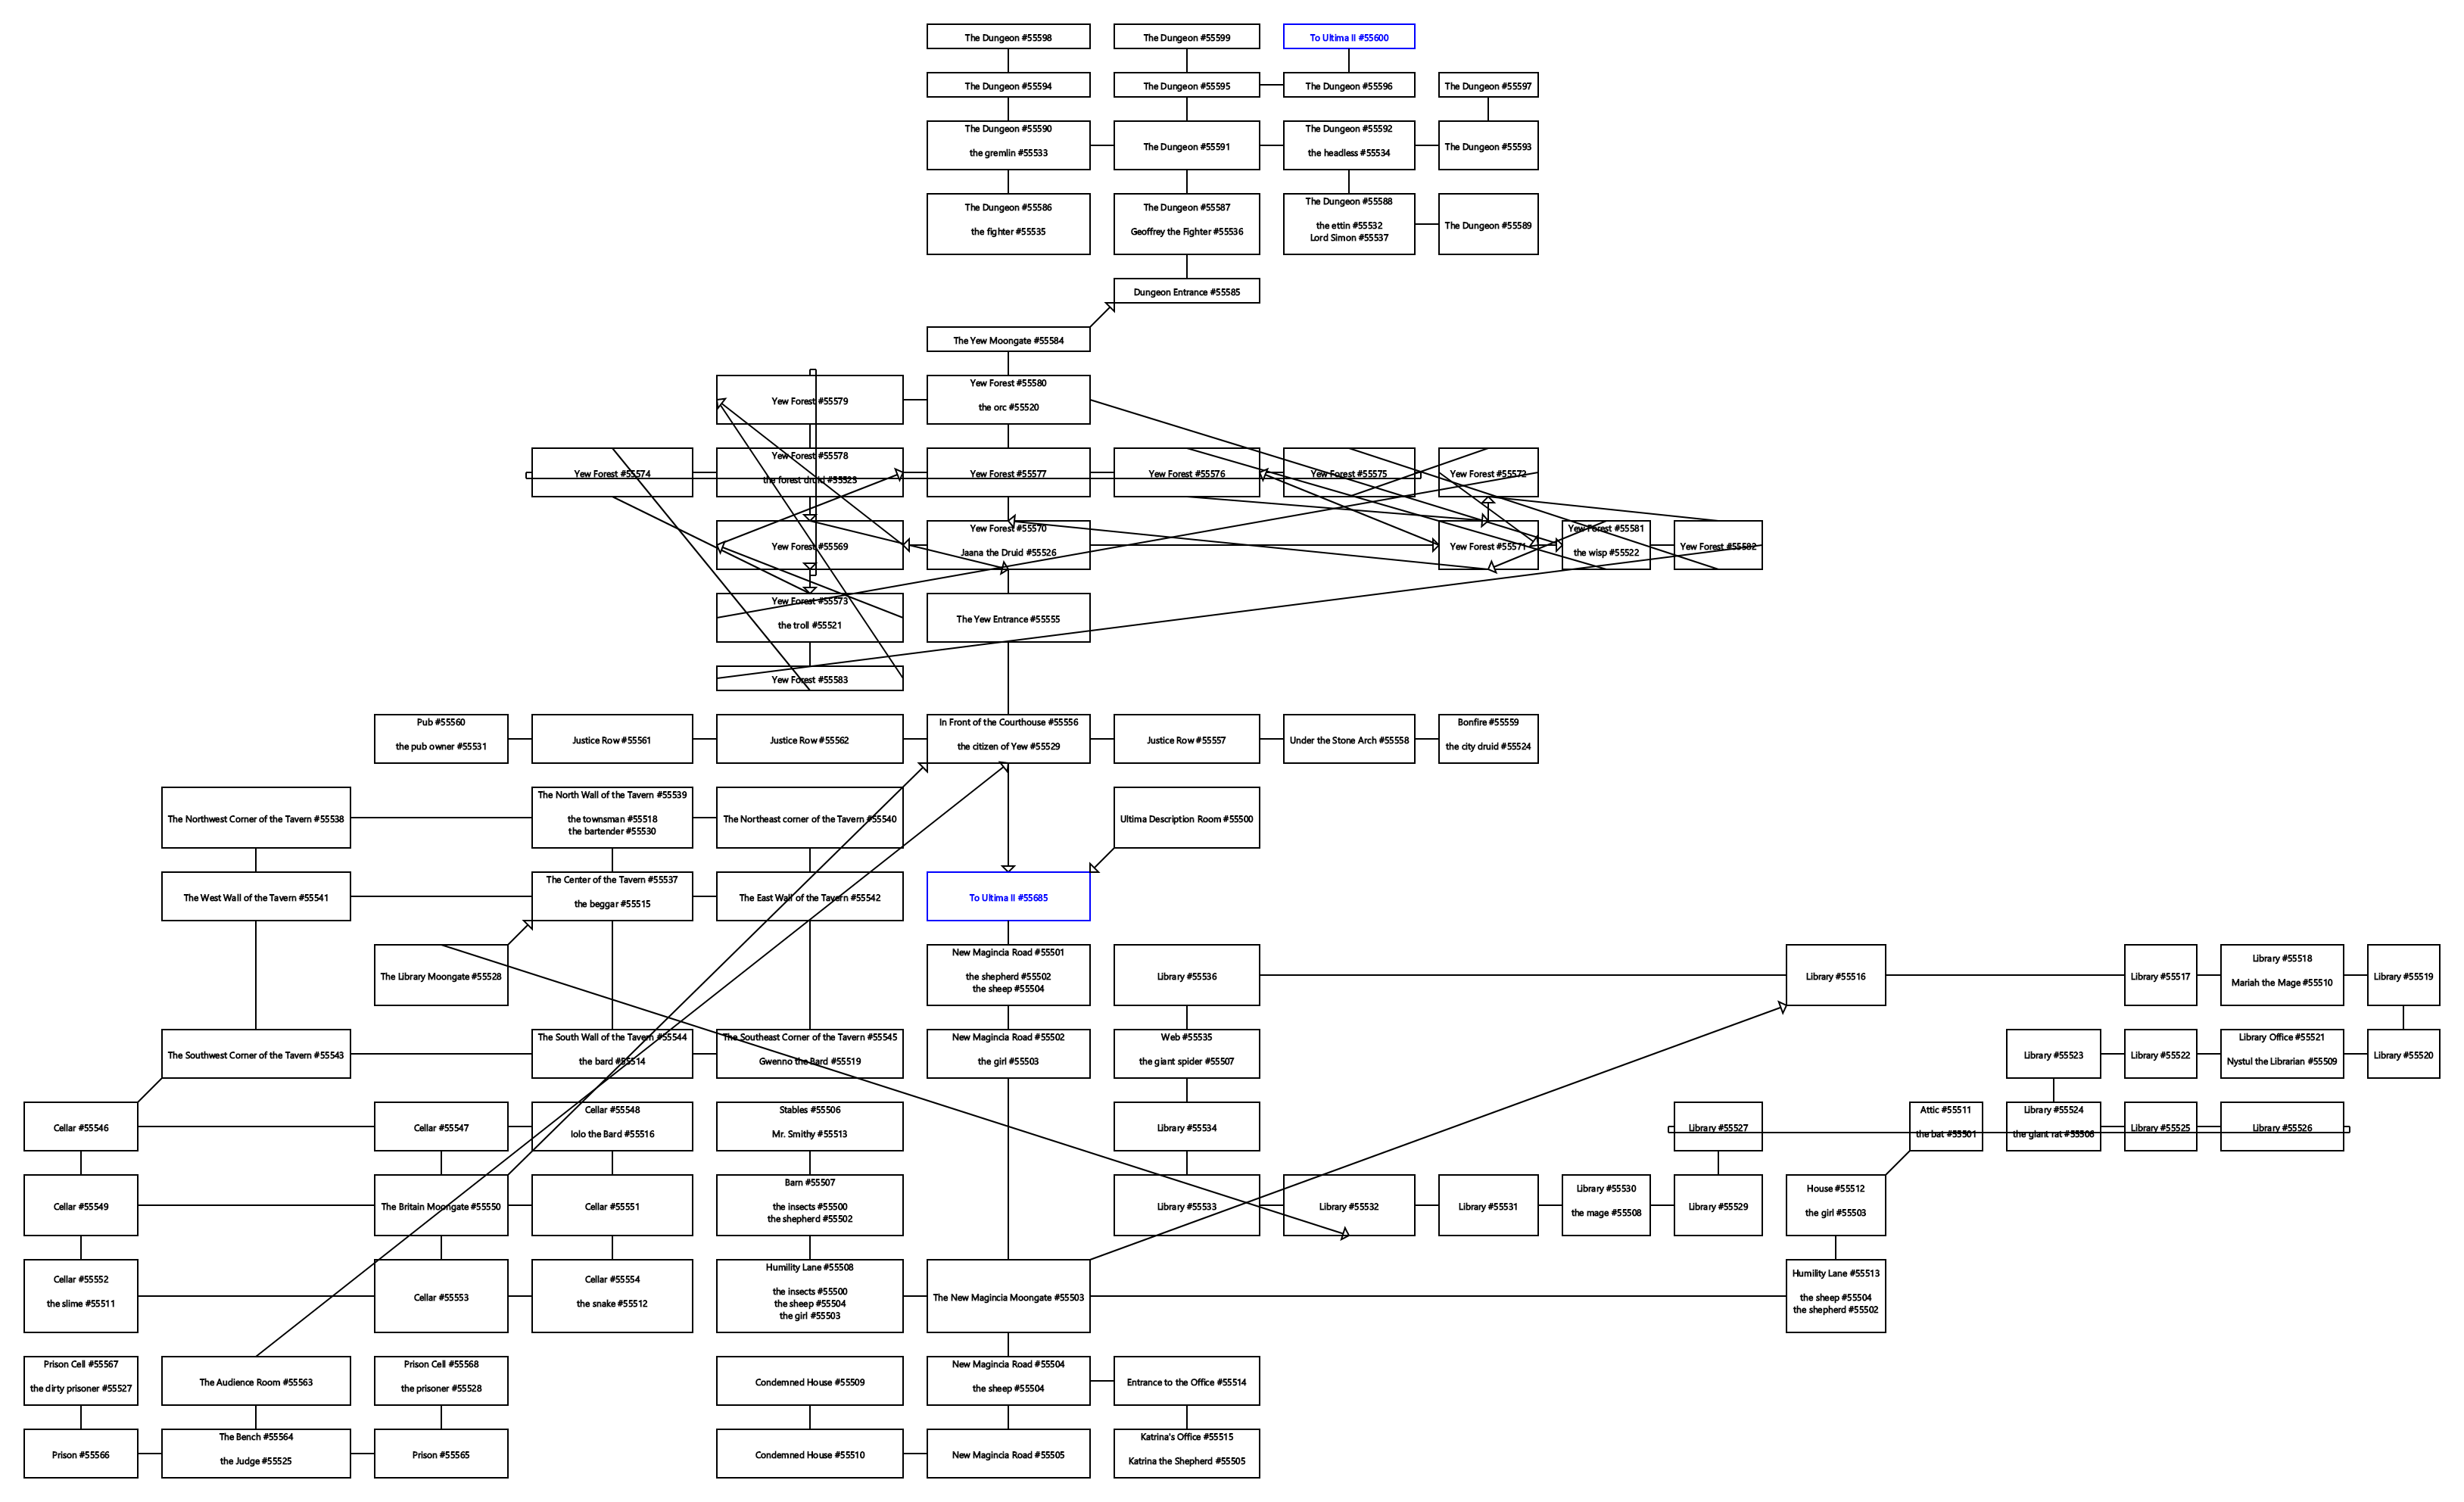 The Dungeon #55598
The Dungeon #55599
To Ultima II #55600
The Dungeon #55594
The Dungeon #55595
The Dungeon #55596
The Dungeon #55597
The Dungeon #55590
the gremlin #55533
The Dungeon #55591
The Dungeon #55592
the headless #55534
The Dungeon #55593
The Dungeon #55586
the fighter #55535
The Dungeon #55587
Geoffrey the Fighter #55536
The Dungeon #55588
the ettin #55532
Lord Simon #55537
The Dungeon #55589
Dungeon Entrance #55585
The Yew Moongate #55584
Yew Forest #55579
Yew Forest #55580
the orc #55520
Yew Forest #55574
Yew Forest #55578
the forest druid #55523
Yew Forest #55577
Yew Forest #55576
Yew Forest #55575
Yew Forest #55572
Yew Forest #55569
Yew Forest #55570
Jaana the Druid #55526
Yew Forest #55571
Yew Forest #55581
the wisp #55522
Yew Forest #55582
Yew Forest #55573
the troll #55521
The Yew Entrance #55555
Yew Forest #55583
Pub #55560
the pub owner #55531
Justice Row #55561
Justice Row #55562
In Front of the Courthouse #55556
the citizen of Yew #55529
Justice Row #55557
Under the Stone Arch #55558
Bonfire #55559
the city druid #55524
The Northwest Corner of the Tavern #55538
The North Wall of the Tavern #55539
the townsman #55518
the bartender #55530
The Northeast corner of the Tavern #55540
Ultima Description Room #55500
The West Wall of the Tavern #55541
The Center of the Tavern #55537
the beggar #55515
The East Wall of the Tavern #55542
To Ultima II #55685
The Library Moongate #55528
New Magincia Road #55501
the shepherd #55502
the sheep #55504
Library #55536
Library #55516
Library #55517
Library #55518
Mariah the Mage #55510
Library #55519
The Southwest Corner of the Tavern #55543
The South Wall of the Tavern #55544
the bard #55514
The Southeast Corner of the Tavern #55545
Gwenno the Bard #55519
New Magincia Road #55502
the girl #55503
Web #55535
the giant spider #55507
Library #55523
Library #55522
Library Office #55521
Nystul the Librarian #55509
Library #55520
Cellar #55546
Cellar #55547
Cellar #55548
Iolo the Bard #55516
Stables #55506
Mr. Smithy #55513
Library #55534
Library #55527
Attic #55511
the bat #55501
Library #55524
the giant rat #55506
Library #55525
Library #55526
Cellar #55549
The Britain Moongate #55550
Cellar #55551
Barn #55507
the insects #55500
the shepherd #55502
Library #55533
Library #55532
Library #55531
Library #55530
the mage #55508
Library #55529
House #55512
the girl #55503
Cellar #55552
the slime #55511
Cellar #55553
Cellar #55554
the snake #55512
Humility Lane #55508
the insects #55500
the sheep #55504
the girl #55503
The New Magincia Moongate #55503
Humility Lane #55513
the sheep #55504
the shepherd #55502
Prison Cell #55567
the dirty prisoner #55527
The Audience Room #55563
Prison Cell #55568
the prisoner #55528
Condemned House #55509
New Magincia Road #55504
the sheep #55504
Entrance to the Office #55514
Prison #55566
The Bench #55564
the Judge #55525
Prison #55565
Condemned House #55510
New Magincia Road #55505
Katrina's Office #55515
Katrina the Shepherd #55505